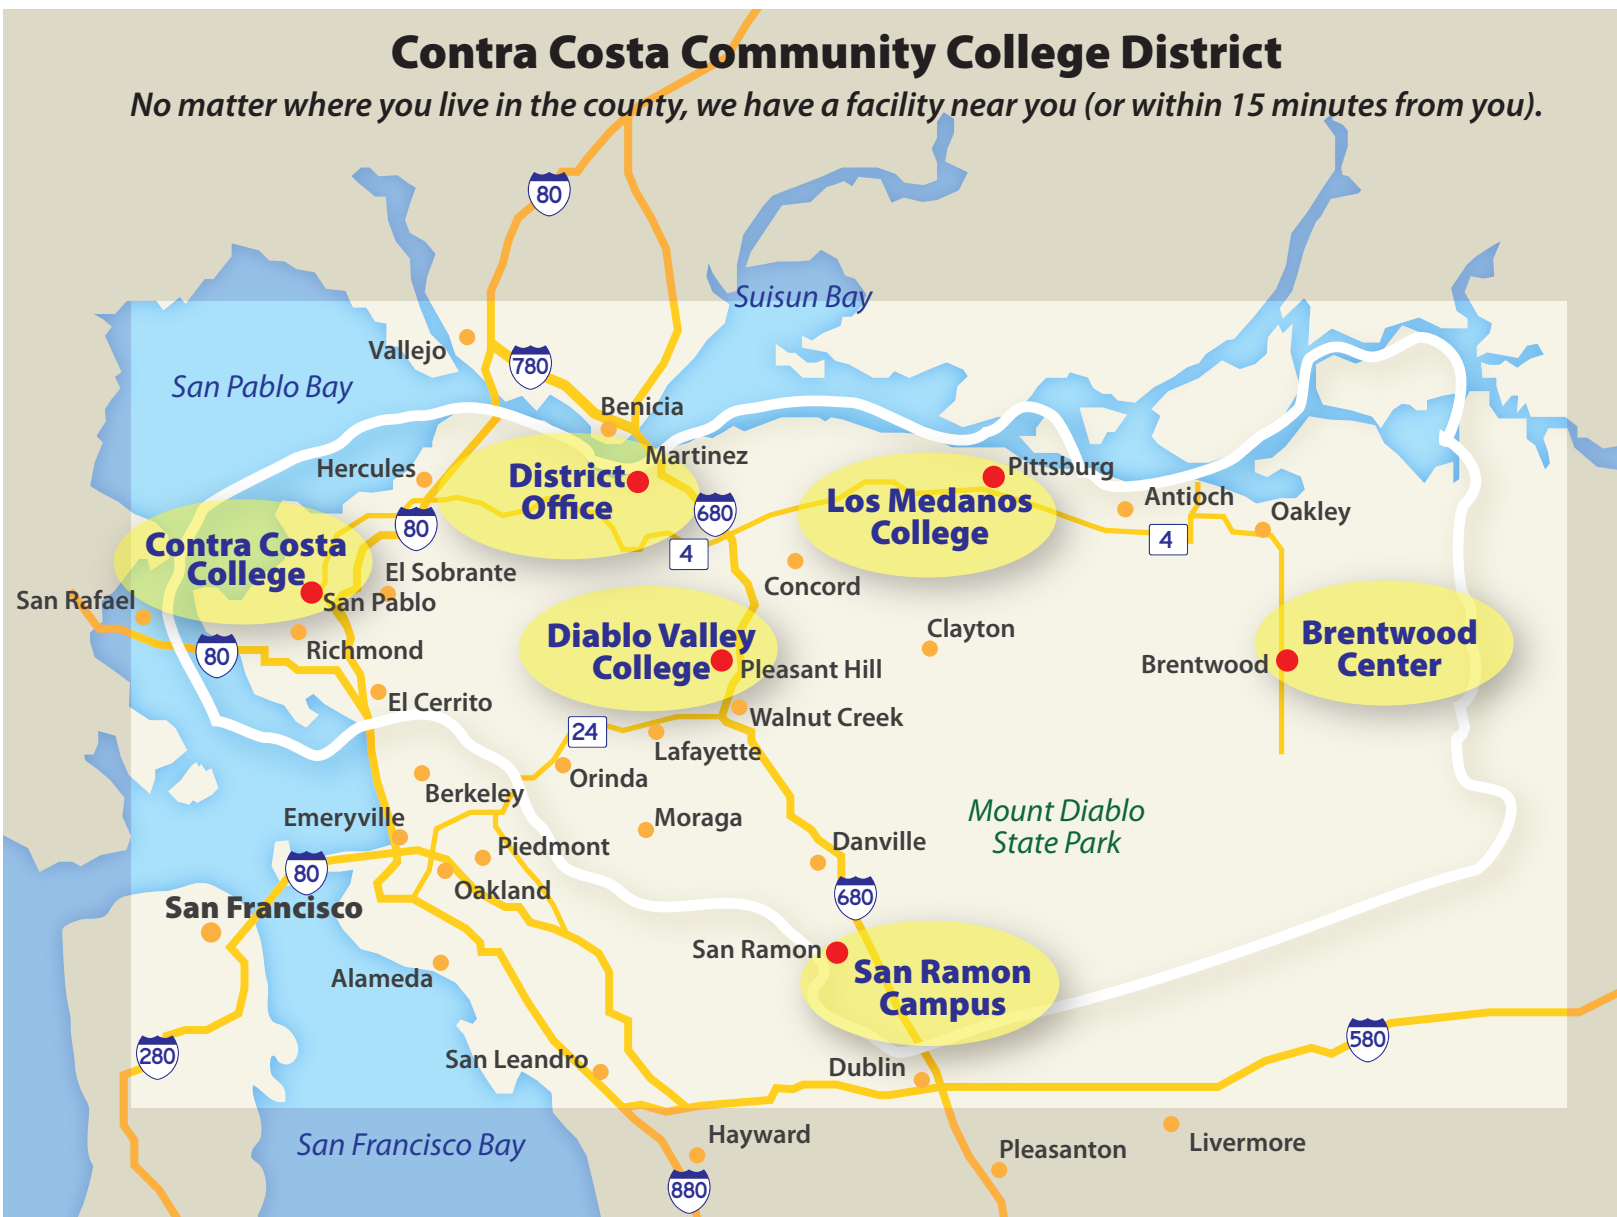 Contra Costa Community College District
No matter where you live in the county, we have a facility near you (or within 15 minutes from you).
80
Suisun Bay
Vallejo
780
San Pablo Bay
Benicia
Martinez
Hercules
District
Office
Pittsburg
Los Medanos
College
Antioch
Oakley
680
80
4
4
Contra Costa
College
El Sobrante
San Pablo
Concord
San Rafael
Richmond
80
Diablo Valley
College
Pleasant Hill
Clayton
Brentwood
Brentwood
Center
El Cerrito
Walnut Creek
24
Lafayette
Orinda
Berkeley
Emeryville
Moraga
Mount Diablo
State Park
Piedmont
Danville
80
Oakland
680
San Francisco
San Ramon
San Ramon
Campus
Alameda
280
San Leandro
580
Dublin
San Francisco Bay
Hayward
Pleasanton
Livermore
880